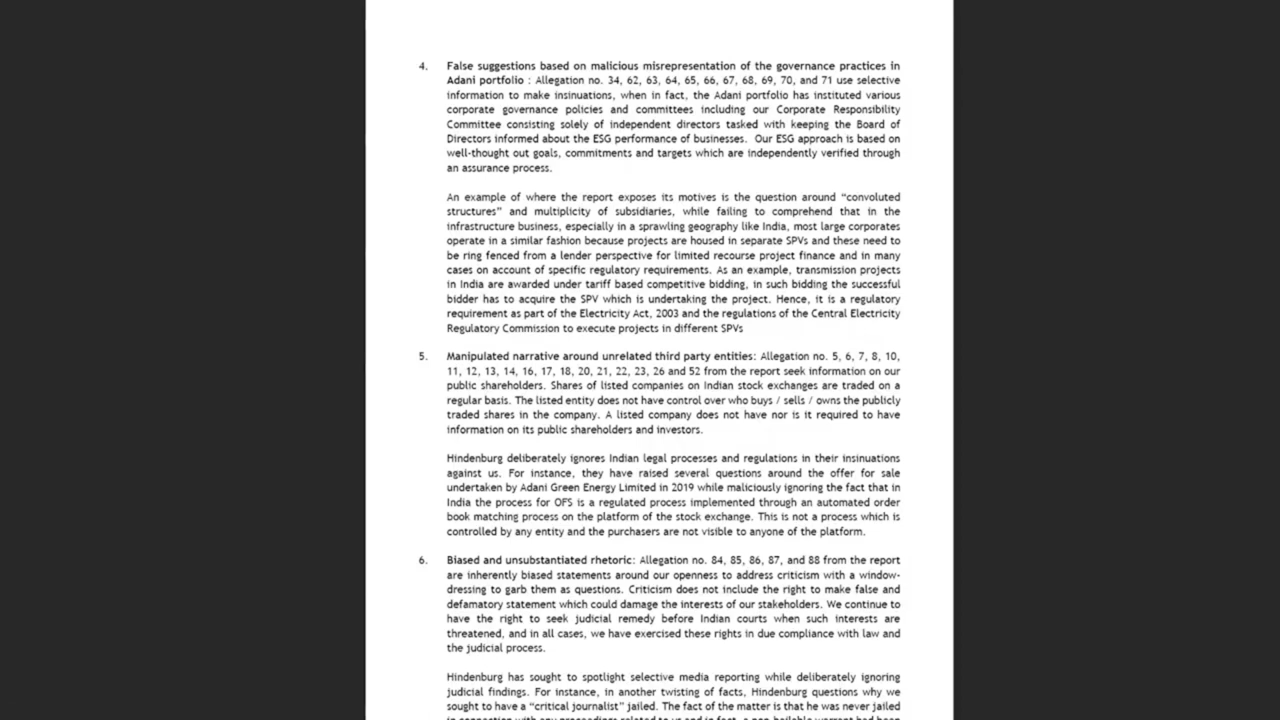 4. False suggestions based on malicious misrepresentation of the governance practices in
Adani portfolio : Allegation no. 34, 62, 63, 64, 65, 66, 67, 68, 69, 70, and 71 use selective
information to make insinuations, when in fact, the Adani portfolio has instituted various
corporate governance policies and committees including our Corporate Responsibility
Committee consisting solely of independent directors tasked with keeping the Board of
Directors informed about the ESG performance of businesses. Our ESG approach is based on
well-thought out goals, commitments and targets which are independently verified through
an assurance process.
An example of where the report exposes its motives is the question around “convoluted
structures” and multiplicity of subsidiaries, while failing to comprehend that in the
infrastructure business, especially in a sprawling geography like India, most large corporates
operate in a similar fashion because projects are housed in separate SPVs and these need to
be ring fenced from a lender perspective for limited recourse project finance and in many
cases on account of specific regulatory requirements. As an example, transmission projects
in India are awarded under tariff based competitive bidding, in such bidding the successful
bidder has to acquire the SPV which is undertaking the project. Hence, it is a regulatory
requirement as part of the Electricity Act, 2003 and the regulations of the Central Electricity
Regulatory Commission to execute projects in different SPVs
5. Manipulated narrative around unrelated third party entities: Allegation no. 5, 6, 7, 8, 10,
11, 12, 13, 14, 16, 17, 18, 20, 21, 22, 23, 26 and 52 from the report seek information on our
public shareholders. Shares of listed companies on Indian stock exchanges are traded on a
regular basis. The listed entity does not have control over who buys / sells / owns the publicly
traded shares in the company. A listed company does not have nor is it required to have
information on its public shareholders and investors.
Hindenburg deliberately ignores Indian legal processes and regulations in their insinuations
against us. For instance, they have raised several questions around the offer for sale
undertaken by Adani Green Energy Limited in 2019 while maliciously ignoring the fact that in
India the process for OFS is a regulated process implemented through an automated order
book matching process on the platform of the stock exchange. This is not a process which is
controlled by any entity and the purchasers are not visible to anyone of the platform.
6. Biased and unsubstantiated rhetoric: Allegation no. 84, 85, 86, 87, and 88 from the report
are inherently biased statements around our openness to address criticism with a window-
dressing to garb them as questions. Criticism does not include the right to make false and
defamatory statement which could damage the interests of our stakeholders. We continue to
have the right to seek judicial remedy before Indian courts when such interests are
threatened, and in all cases, we have exercised these rights in due compliance with law and
the judicial process.
Hindenburg has sought to spotlight selective media reporting while deliberately ignoring
judicial findings. For instance, in another twisting of facts, Hindenburg questions why we
sought to have a “critical journalist” jailed. The fact of the matter is that he was never jailed
in connection with any proceedings related to us and in fact, a non-bailable warrant had been